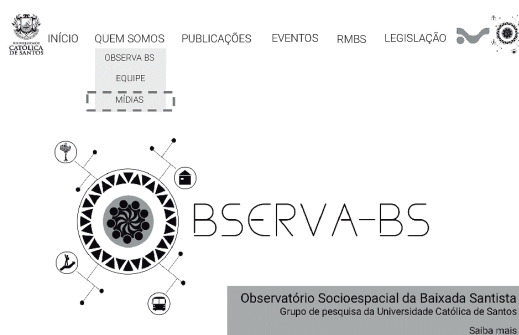 UNIVERSIDADE
CATÓLICA
DE SANTOS
INÍCIO QUEM SOMOS PUBLICAÇÕES EVENTOS RMBS LEGISLAÇÃO
OBSERVA BS
EQUIPE
MÍDIAS
BSERVA-BS
Observatório Socioespacial da Baixada Santista
Grupo de pesquisa da Universidade Católica de Santos
Saiba mais